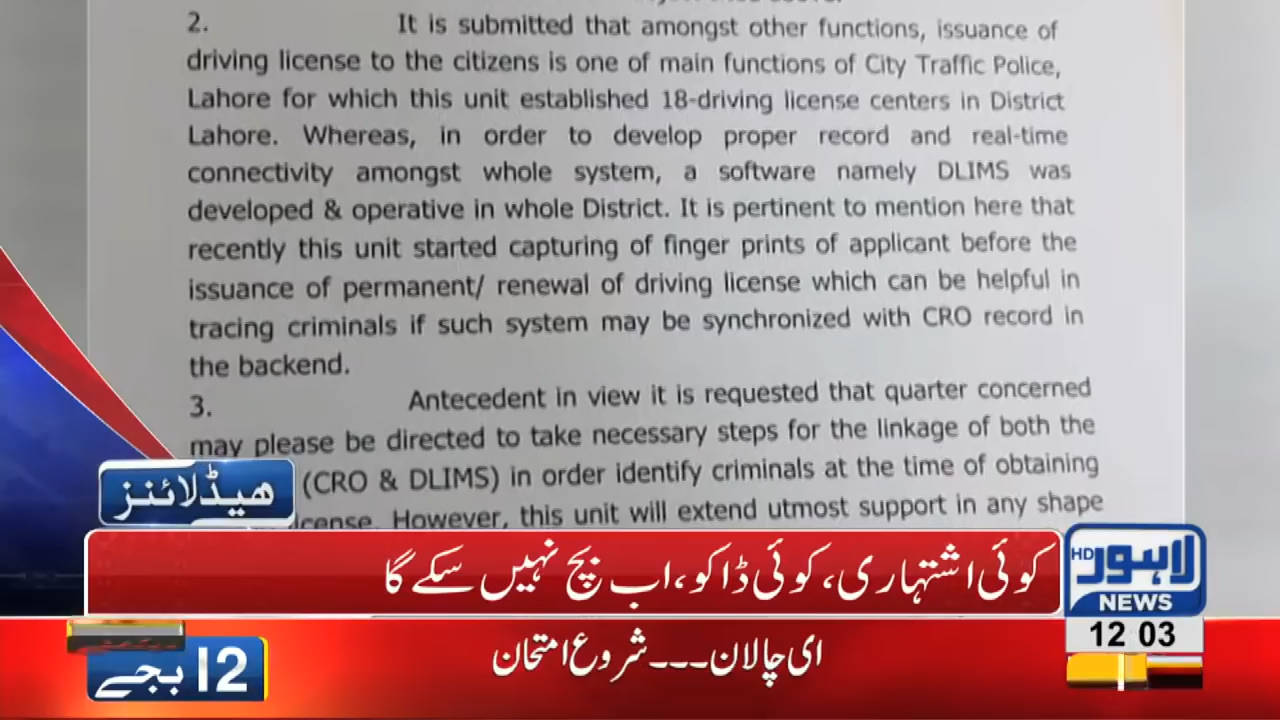 2. It is submitted that amongst other functions, issuance of
driving license to the citizens is one of main functions of City Traffic Police,
Lahore for which this unit established 18-driving license centers in District
Lahore. Whereas, in order to develop proper record and real-time
connectivity amongst whole system, a software namely DLIMS was
developed & operative in whole District. It is pertinent to mention here that
recently this unit started capturing of finger prints of applicant before the
issuance of permanent/ renewal of driving license which can be helpful in
tracing criminals if such system may be synchronized with CRO record in
the backend.
3. Antecedent in view it is requested that quarter concerned
may please be directed to take necessary steps for the linkage of both the
(CRO & DLIMS) in order identify criminals at the time of obtaining
However, this unit will extend utmost support in any shape
ھیڈلائنز
کوئی اشتہاری، کوئی ڈاکو، اب بچ نہیں سکے گا
HD
لاہور
NEWS
12 03
ای چالان۔۔۔شروع امتحان
12 بجے